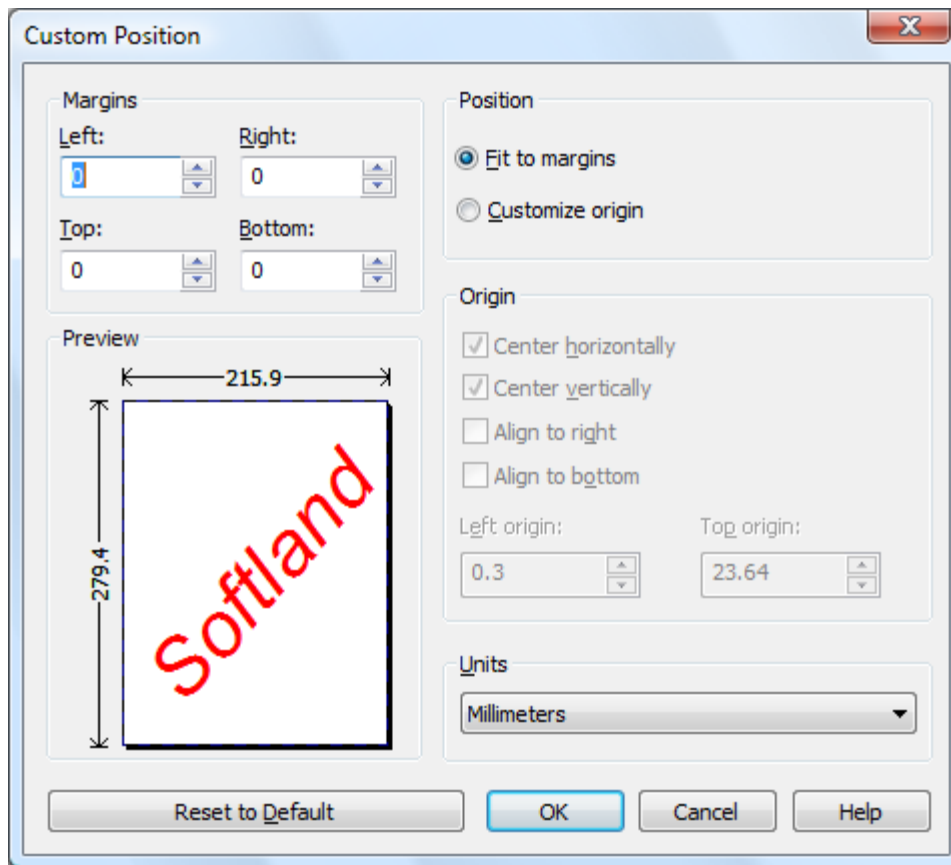 Custom Position
Margins
Left: Right:
0 0
Top: Bottom:
0 0
Preview
215.9
279.4
Softland
Position
Fit to margins
Customize origin
Origin
Center horizontally
Center vertically
Align to right
Align to bottom
Left origin: Top origin:
0.3 23.64
Units
Millimeters
Reset to Default OK Cancel Help